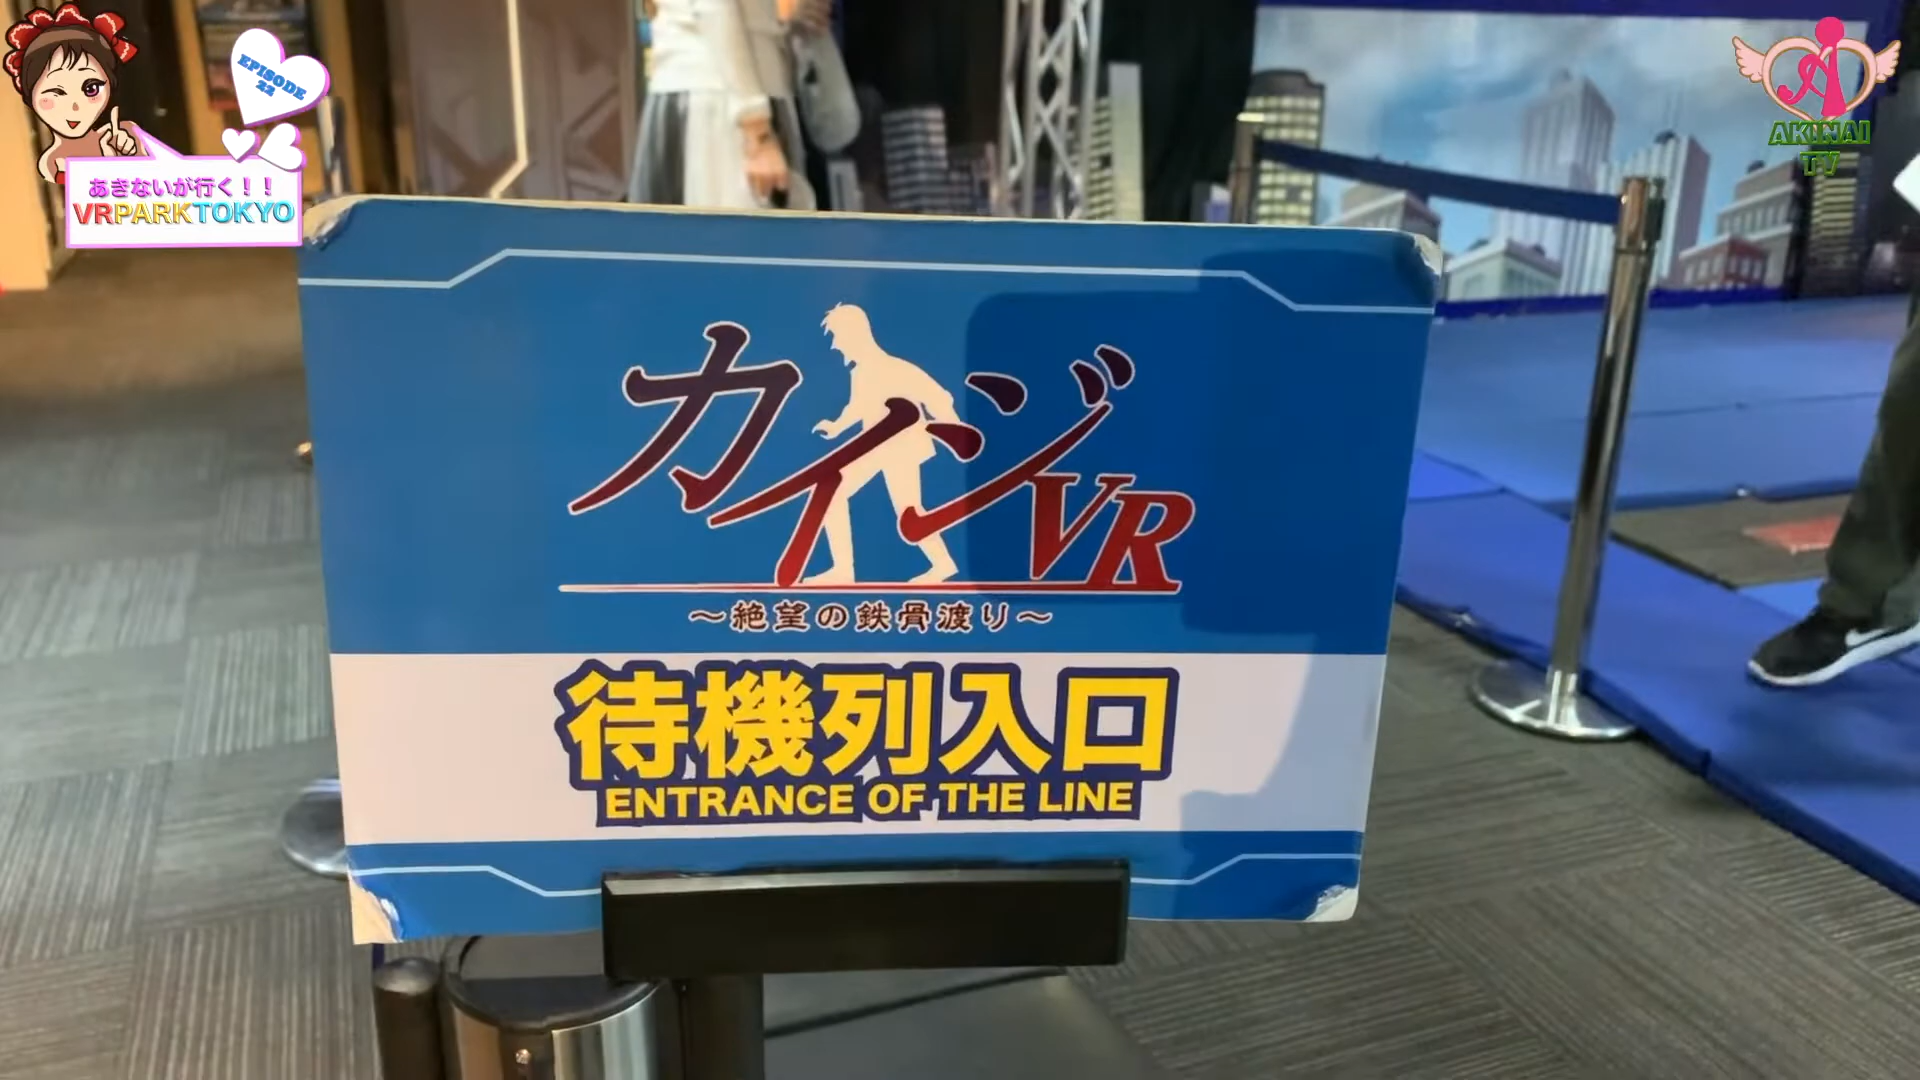 EPISODE
22
あきないが行く！！
VRPARKTOKYO
A
AKINAI
TV
カイジVR
～絶望の鉄骨渡り～
待機列入口
ENTRANCE OF THE LINE